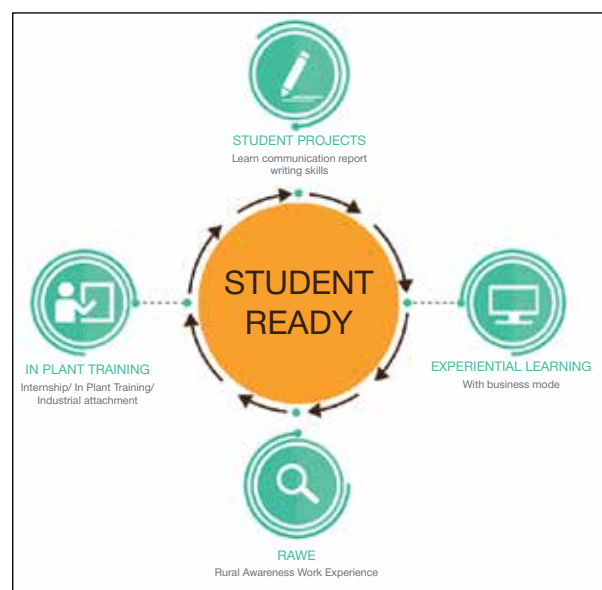 STUDENT PROJECTS
Learn communication report
writing skills
STUDENT
READY
IN PLANT TRAINING
Internship/ In Plant Training/
Industrial attachment
EXPERIENTIAL LEARNING
With business mode
RAWE
Rural Awareness Work Experience